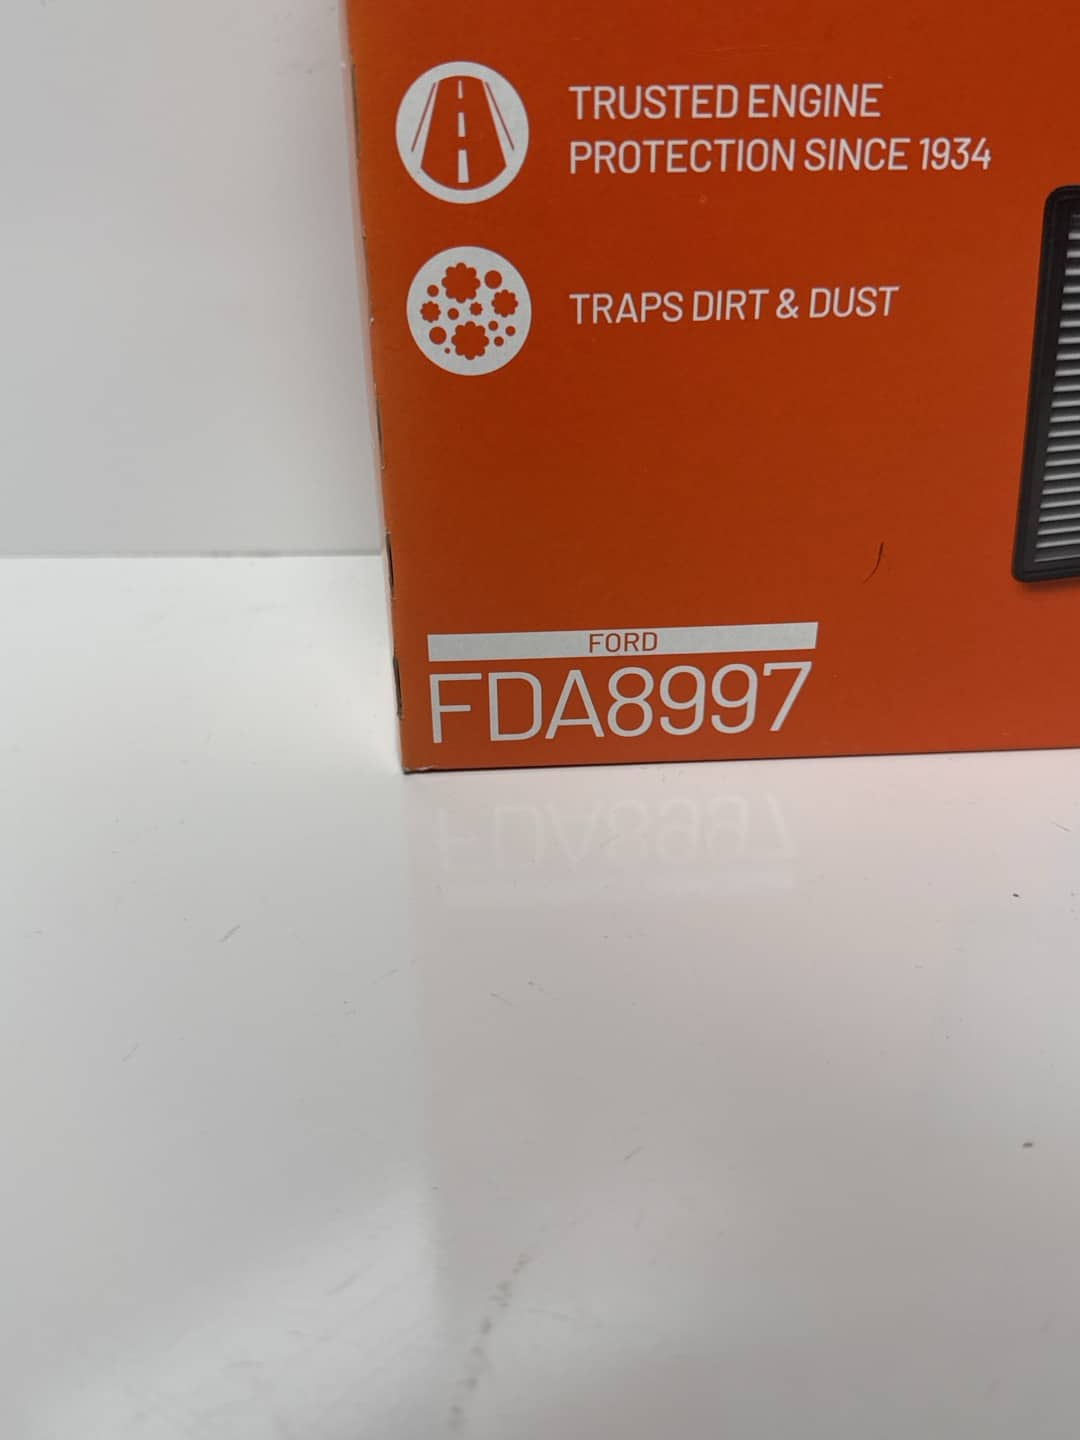 TRUSTED ENGINE
PROTECTION SINCE 1934
TRAPS DIRT & DUST
FORD
FDA8997